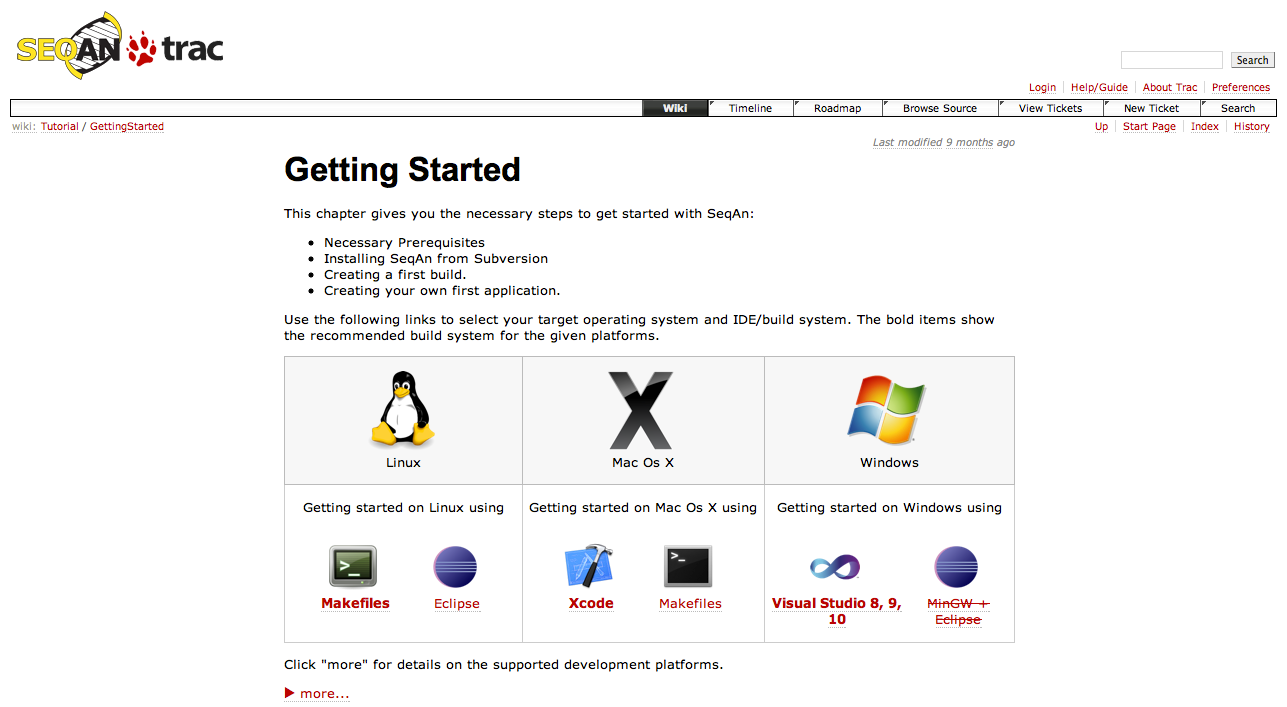 SEQAN trac
Search
Login Help/Guide About Trac Preferences
Wiki Timeline Roadmap Browse Source View Tickets New Ticket Search
wiki: Tutorial / GettingStarted
Up Start Page Index History
Last modified 9 months ago
Getting Started
This chapter gives you the necessary steps to get started with SeqAn:
• Necessary Prerequisites
• Installing SeqAn from Subversion
• Creating a first build.
• Creating your own first application.
Use the following links to select your target operating system and IDE/build system. The bold items show
the recommended build system for the given platforms.
Linux
Mac Os X
Windows
Getting started on Linux using
Getting started on Mac Os X using
Getting started on Windows using
>_
>_
Makefiles
Eclipse
Xcode
Makefiles
Visual Studio 8, 9,
10
MinGW +
Eclipse
Click "more" for details on the supported development platforms.
more...